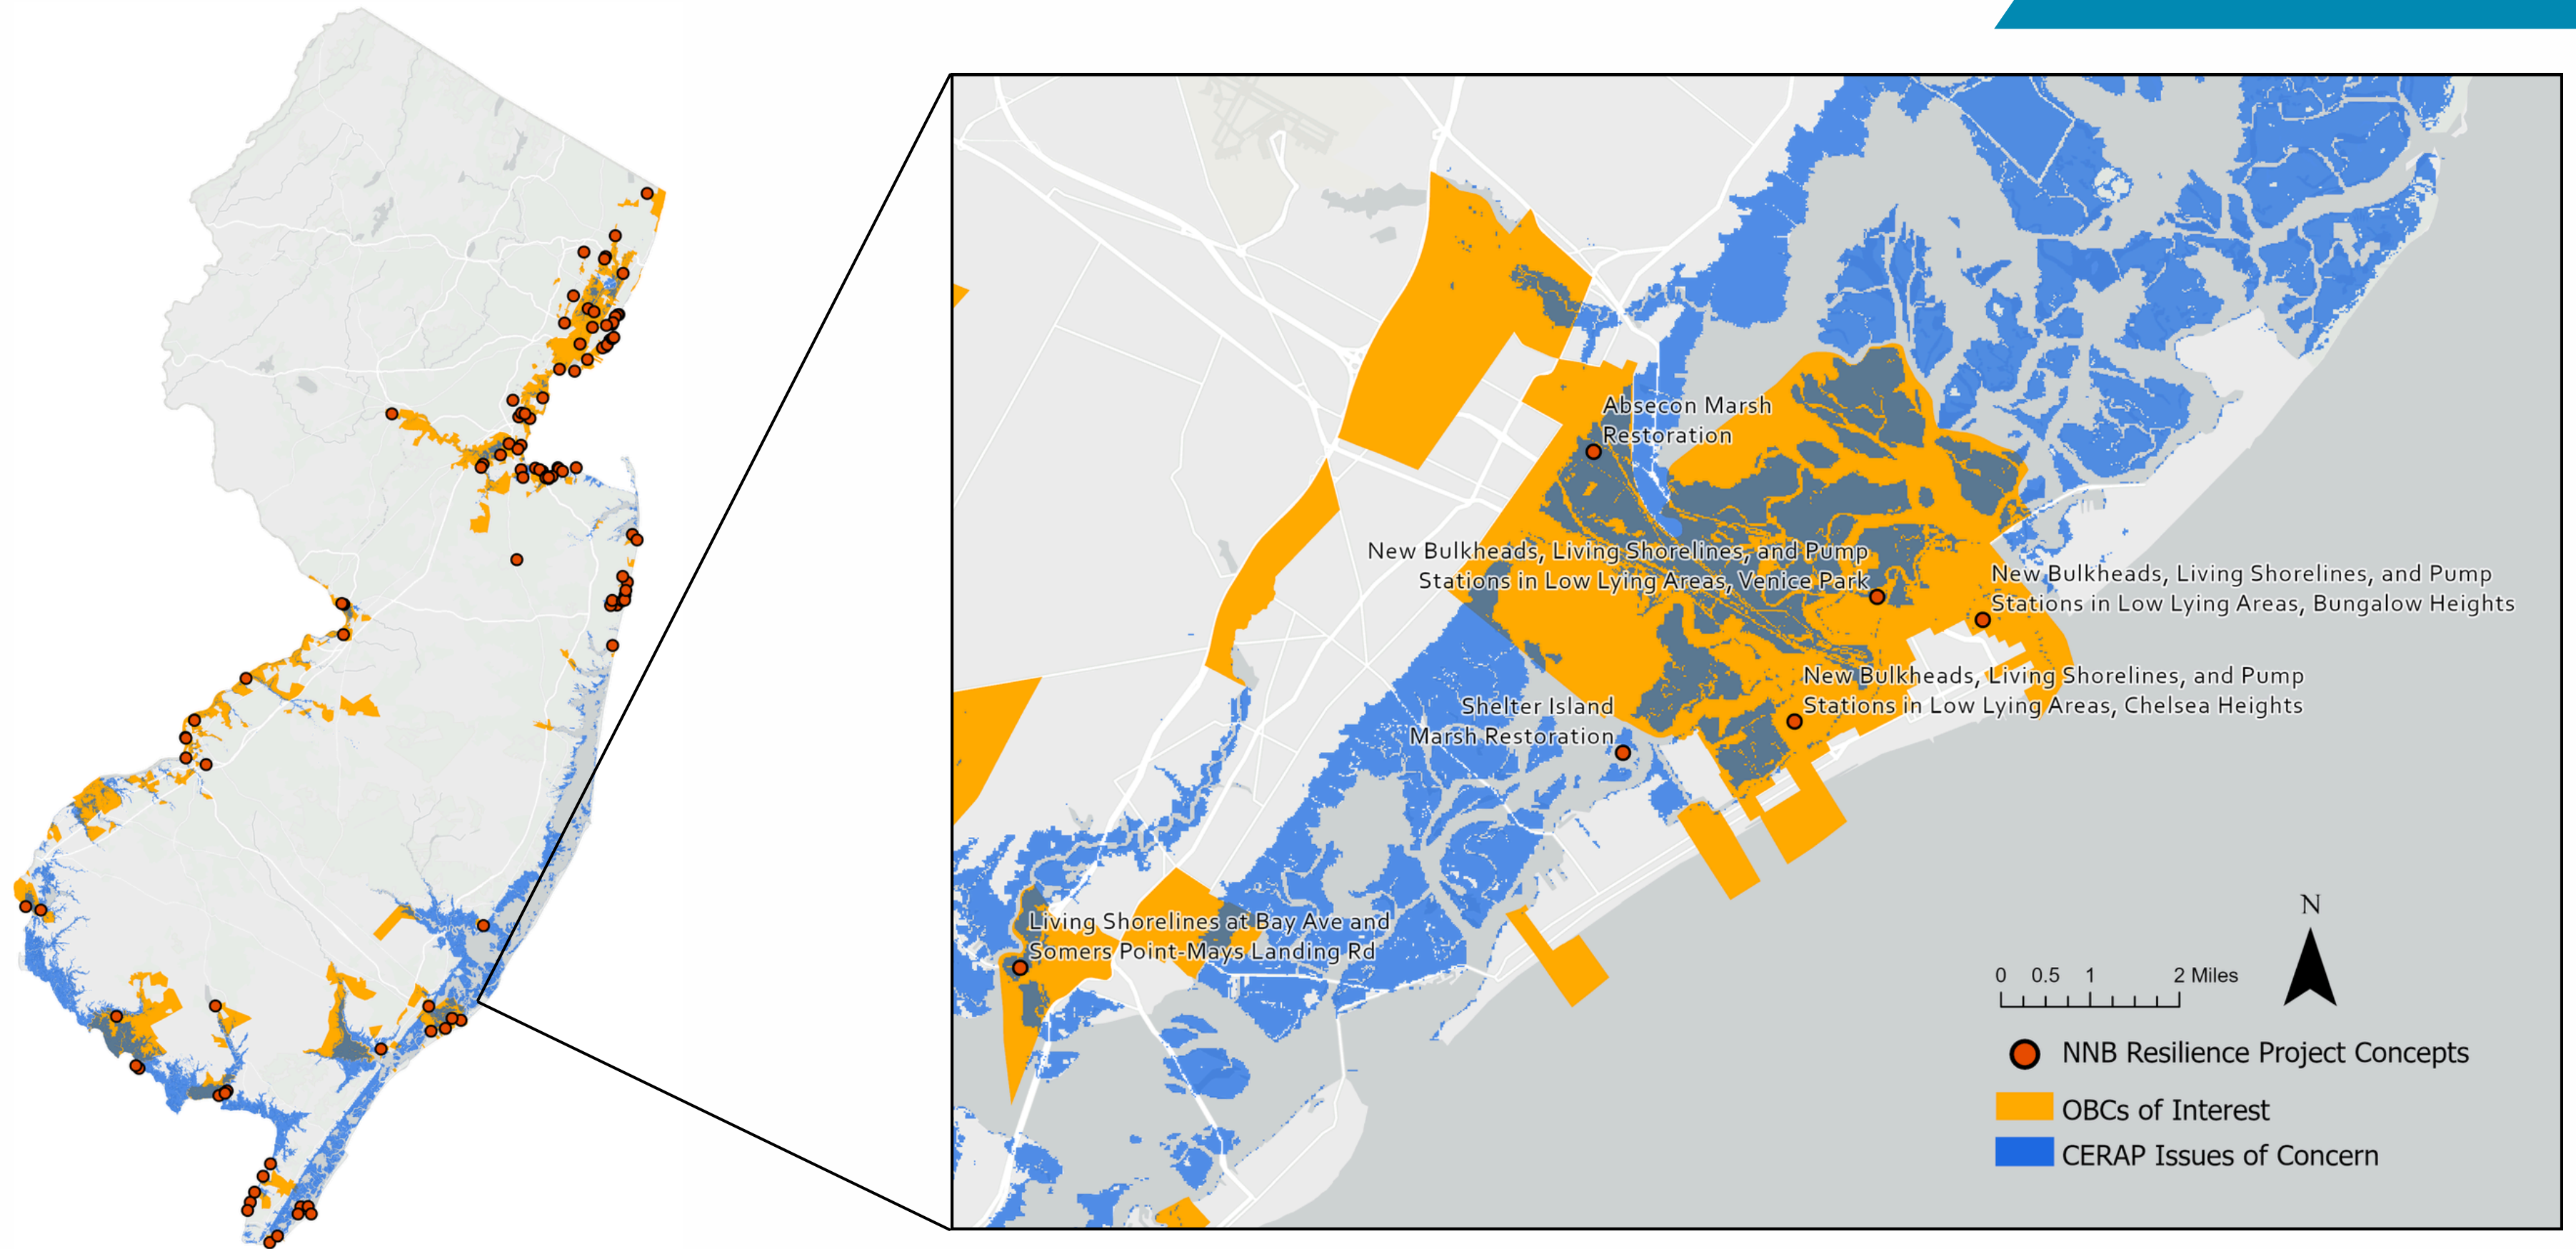 Absecon Marsh
Restoration
New Bulkheads, Living Shorelines, and Pump
Stations in Low Lying Areas, Venice Park
New Bulkheads, Living Shorelines, and Pump
Stations in Low Lying Areas, Bungalow Heights
New Bulkheads, Living Shorelines, and Pump
Stations in Low Lying Areas, Chelsea Heights
Shelter Island
Marsh Restoration
Living Shorelines at Bay Ave and
Somers Point-Mays Landing Rd
N
0 0.5 1 2 Miles
NNB Resilience Project Concepts
OBCs of Interest
CERAP Issues of Concern